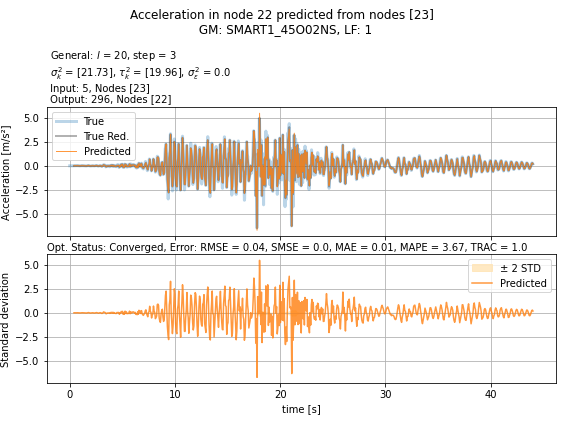 Acceleration in node 22 predicted from nodes [23]
GM: SMART1_45O02NS, LF: 1
General: l = 20, step = 3
σ²ₖ = [21.73], τ²ₖ = [19.96], σ²ε = 0.0
Input: 5, Nodes [23]
Output: 296, Nodes [22]
Acceleration [m/s²]
5.0
2.5
0.0
−2.5
−5.0
True
True Red.
Predicted
Opt. Status: Converged, Error: RMSE = 0.04, SMSE = 0.0, MAE = 0.01, MAPE = 3.67, TRAC = 1.0
Standard deviation
5.0
2.5
0.0
−2.5
−5.0
± 2 STD
Predicted
0 10 20 30 40
time [s]